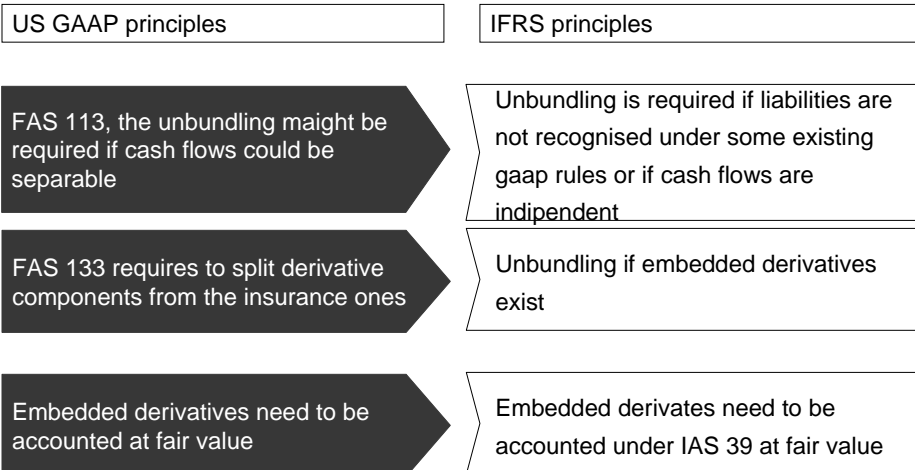 US GAAP principles
IFRS principles
FAS 113, the unbundling maight be
required if cash flows could be
separable
Unbundling is required if liabilities are
not recognised under some existing
gaap rules or if cash flows are
indipendent
FAS 133 requires to split derivative
components from the insurance ones
Unbundling if embedded derivatives
exist
Embedded derivatives need to be
accounted at fair value
Embedded derivates need to be
accounted under IAS 39 at fair value